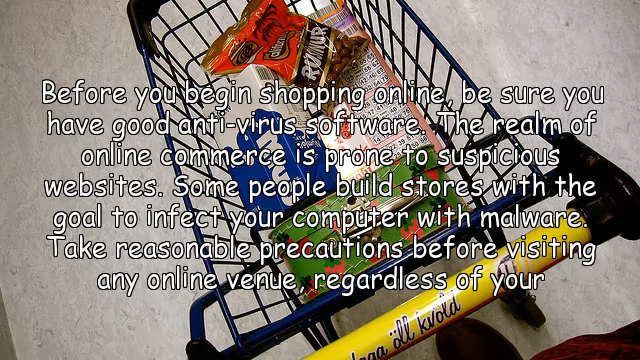 Before you begin shopping online, be sure you
have good anti-virus software. The realm of
online commerce is prone to suspicious
websites. Some people build stores with the
goal to infect your computer with malware.
Take reasonable precautions before visiting
any online venue, regardless of your
öll kvöld